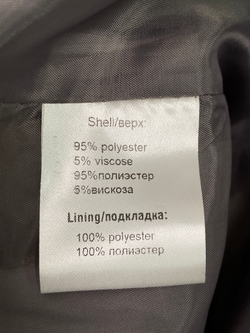 Shell/верх:
95% polyester
5% viscose
95%полиэстер
5%вискоза
Lining/подкладка:
100% polyester
100% полиэстер